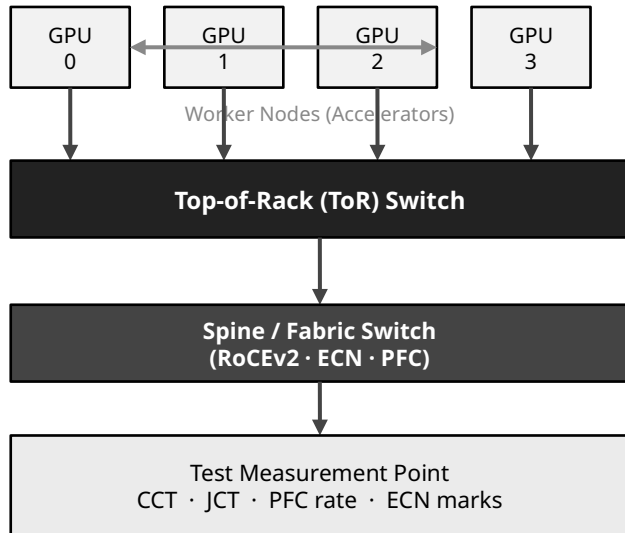 GPU
0
GPU
1
GPU
2
GPU
3
Worker Nodes (Accelerators)
Top-of-Rack (ToR) Switch
Spine / Fabric Switch
(RoCEv2 · ECN · PFC)
Test Measurement Point
CCT · JCT · PFC rate · ECN marks